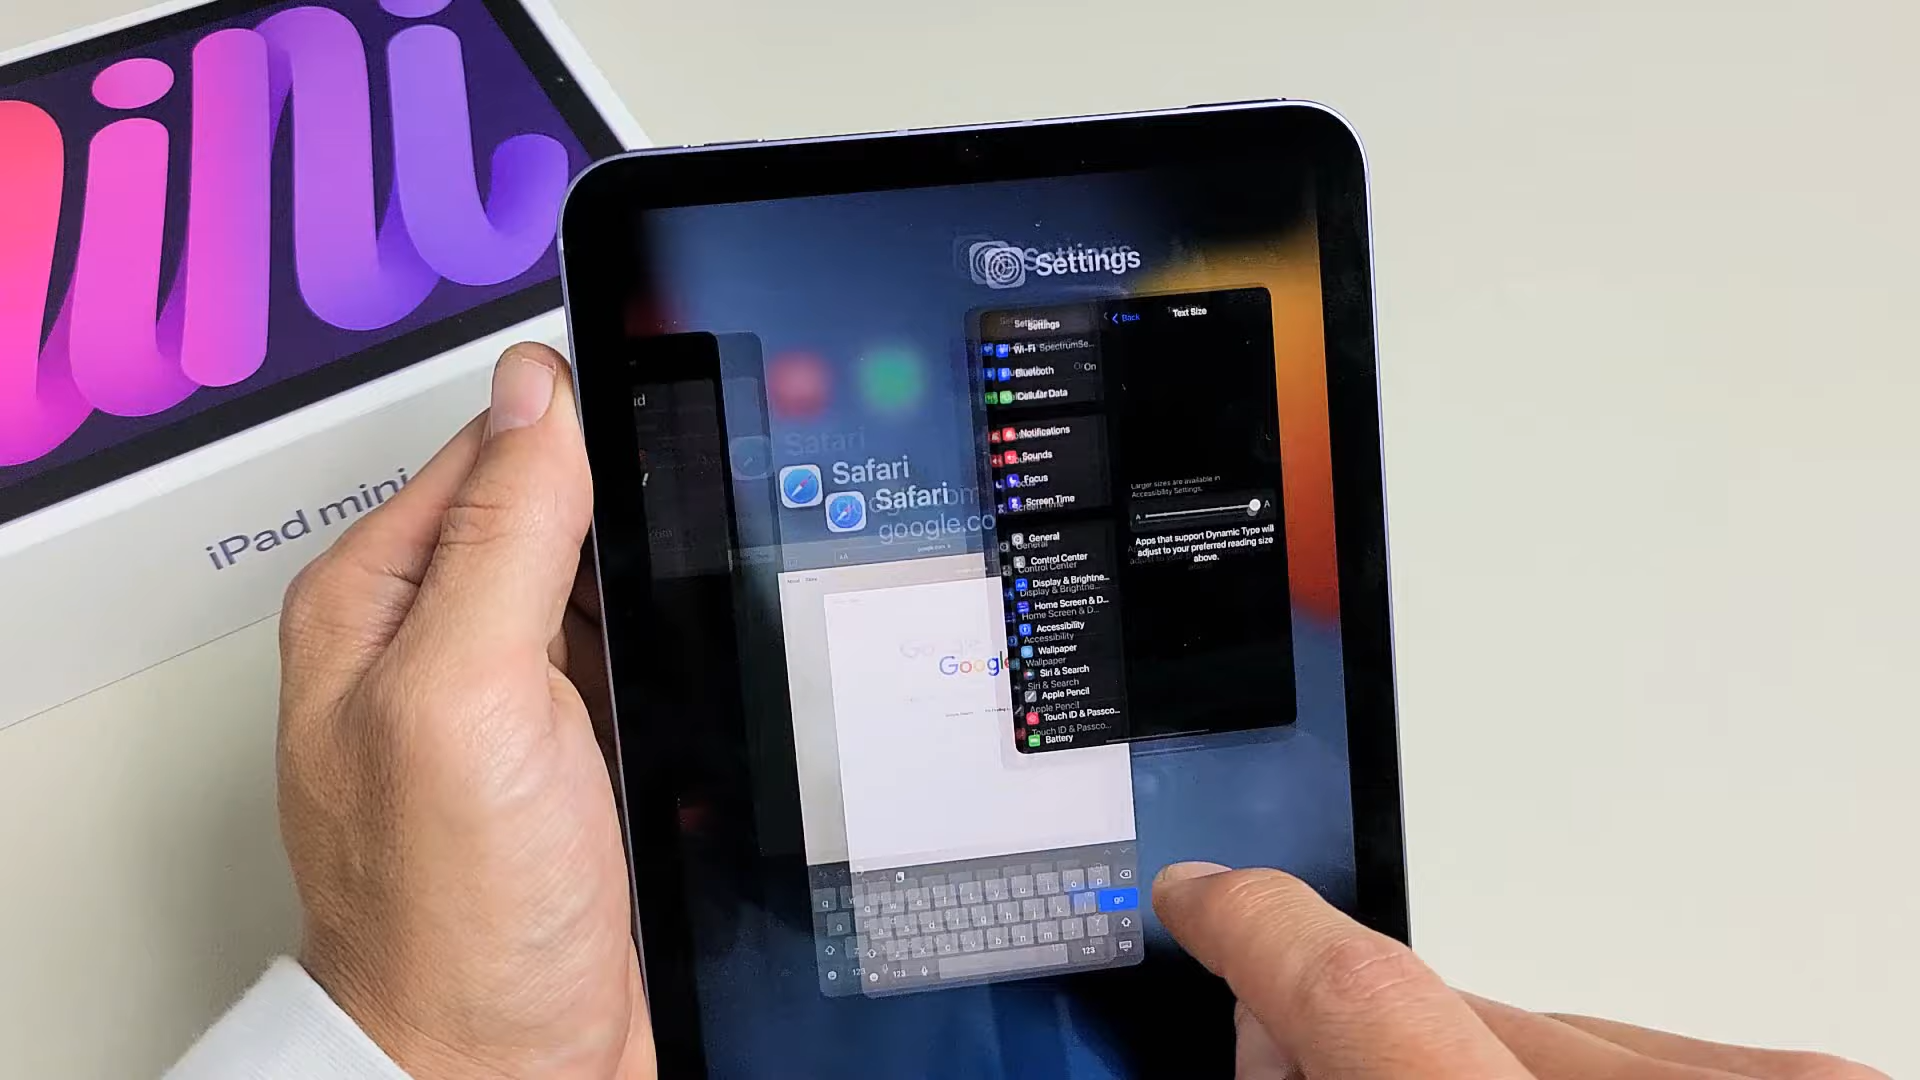 mini
iPad mini
Settings
Settings
Wi-Fi SpectrumSe...
Bluetooth On
Cellular Data
Notifications
Sounds
Focus
Screen Time
General
Control Center
Display & Brightne...
Home Screen & D...
Accessibility
Wallpaper
Siri & Search
Apple Pencil
Touch ID & Passco...
Battery
Back
Text Size
Larger sizes are available in
Accessibility Settings.
A A
Apps that support Dynamic Type will
adjust to your preferred reading size
above.
Safari
Safari
google.co
Google
go
123
123